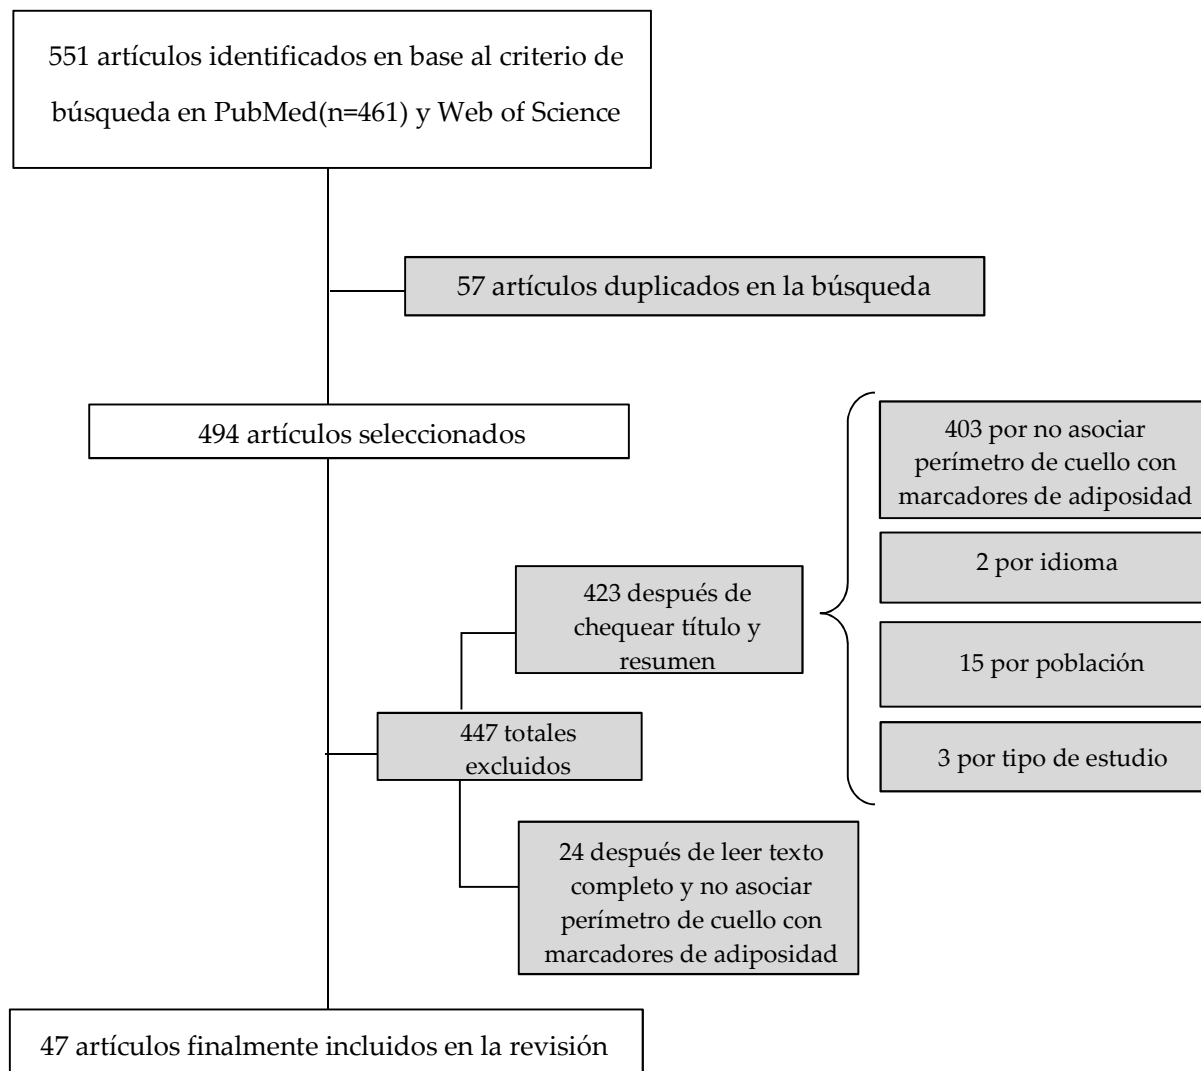 551 artículos identificados en base al criterio de
búsqueda en PubMed(n=461) y Web of Science
57 artículos duplicados en la búsqueda
494 artículos seleccionados
403 por no asociar
perímetro de cuello con
marcadores de adiposidad
2 por idioma
423 después de
chequear título y
resumen
15 por población
447 totales
excluidos
3 por tipo de estudio
24 después de leer texto
completo y no asociar
perímetro de cuello con
marcadores de adiposidad
47 artículos finalmente incluidos en la revisión